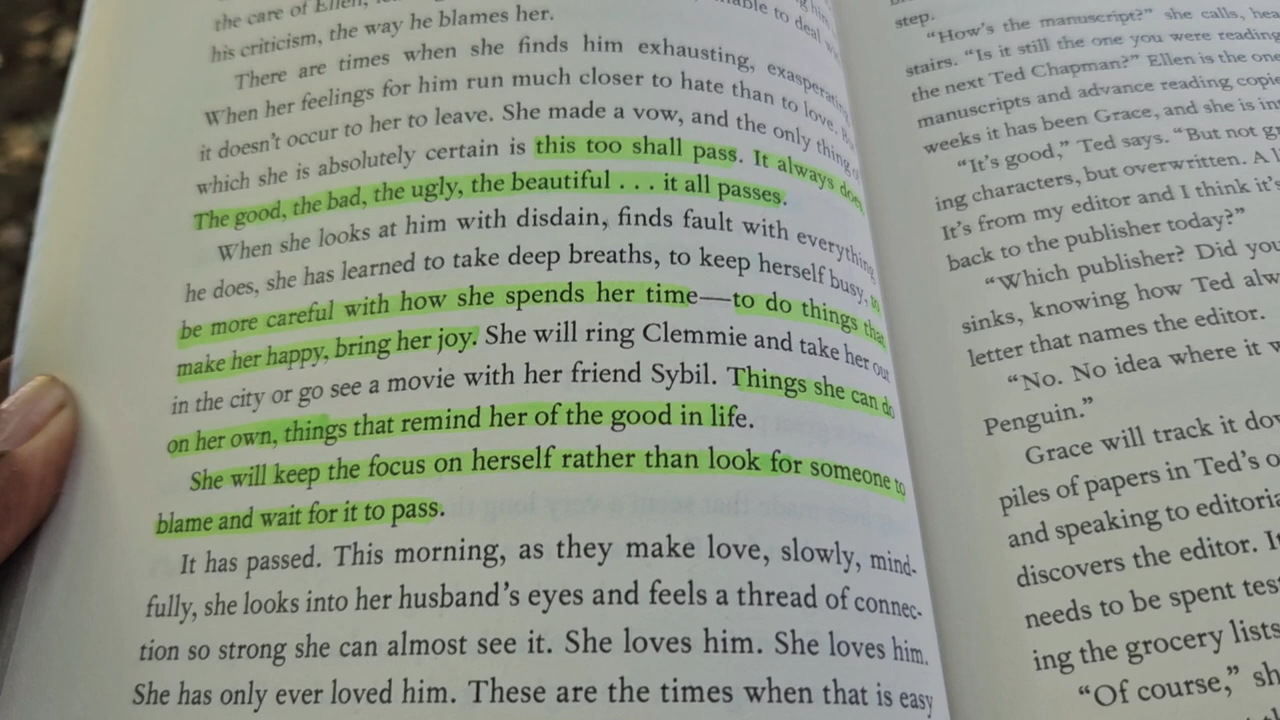 the care of Ellen,
his criticism, the way he blames her.
There are times when she finds him exhausting, exasperating
When her feelings for him run much closer to hate than to love.
it doesn't occur to her to leave. She made a vow, and the only thing of
which she is absolutely certain is this too shall pass. It always does
The good, the bad, the ugly, the beautiful . . . it all passes.
When she looks at him with disdain, finds fault with everything
he does, she has learned to take deep breaths, to keep herself busy, to
be more careful with how she spends her time—to do things that
make her happy, bring her joy. She will ring Clemmie and take her out
in the city or go see a movie with her friend Sybil. Things she can do
on her own, things that remind her of the good in life.
She will keep the focus on herself rather than look for someone to
blame and wait for it to pass.
It has passed. This morning, as they make love, slowly, mind-
fully, she looks into her husband's eyes and feels a thread of connec-
tion so strong she can almost see it. She loves him. She loves him.
She has only ever loved him. These are the times when that is easy
step.
"How's the manuscript?" she calls,
stairs. "Is it still the one you were reading
the next Ted Chapman?" Ellen is the one
manuscripts and advance reading copies
weeks it has been Grace, and she is
"It's good," Ted says. "But not
ing characters, but overwritten. A
It's from my editor and I think it's
back to the publisher today?"
"Which publisher? Did you
sinks, knowing how Ted
letter that names the editor.
"No. No idea where it
Penguin."
Grace will track it
piles of papers in Ted's
and speaking to
discovers the editor.
needs to be spent
ing the grocery lists
"Of course,"